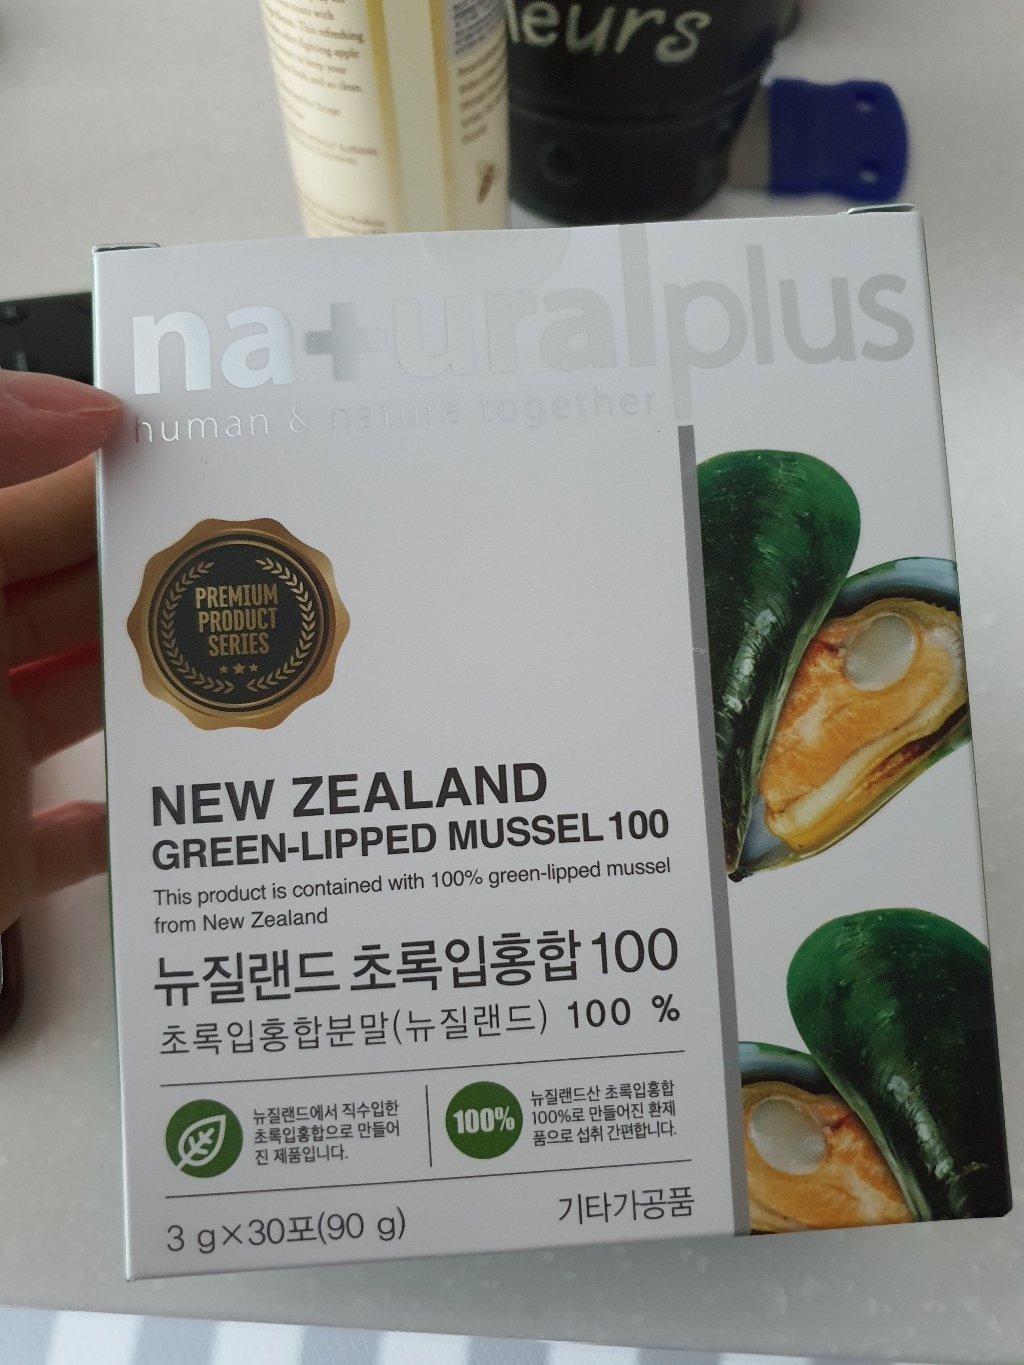 leurs
na+uralplus
human & nature together
PREMIUM
PRODUCT
SERIES
NEW ZEALAND
GREEN-LIPPED MUSSEL 100
This product is contained with 100% green-lipped mussel
from New Zealand
뉴질랜드 초록입홍합 100
초록입홍합분말(뉴질랜드) 100 %
뉴질랜드에서 직수입한
초록입홍합으로 만들어
진 제품입니다.
100%
뉴질랜드산 초록입홍합
100%로 만들어진 환제
품으로 섭취 간편합니다.
3 g×30포(90 g)
기타가공품